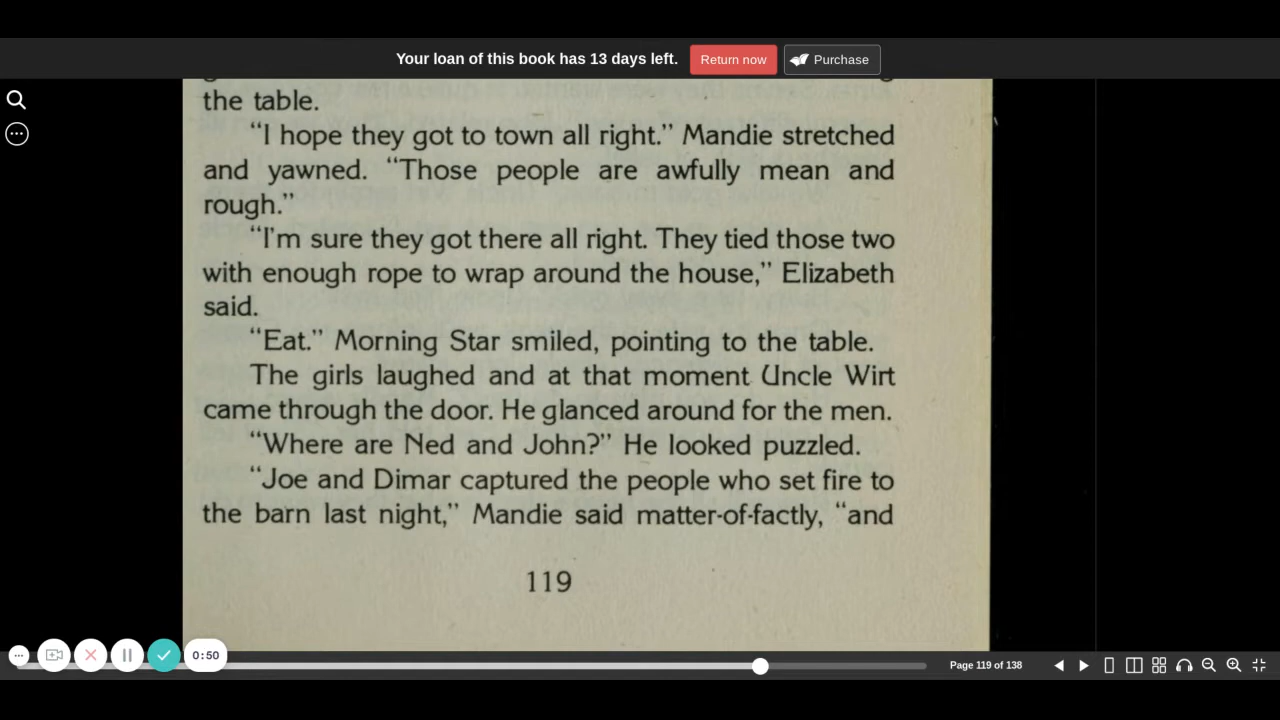 Your loan of this book has 13 days left. Return now Purchase
the table.
“I hope they got to town all right.” Mandie stretched
and yawned. “Those people are awfully mean and
rough.”
“I’m sure they got there all right. They tied those two
with enough rope to wrap around the house,” Elizabeth
said.
“Eat.” Morning Star smiled, pointing to the table.
The girls laughed and at that moment Uncle Wirt
came through the door. He glanced around for the men.
“Where are Ned and John?” He looked puzzled.
“Joe and Dimar captured the people who set fire to
the barn last night,” Mandie said matter-of-factly, “and
119
0:50
Page 119 of 138